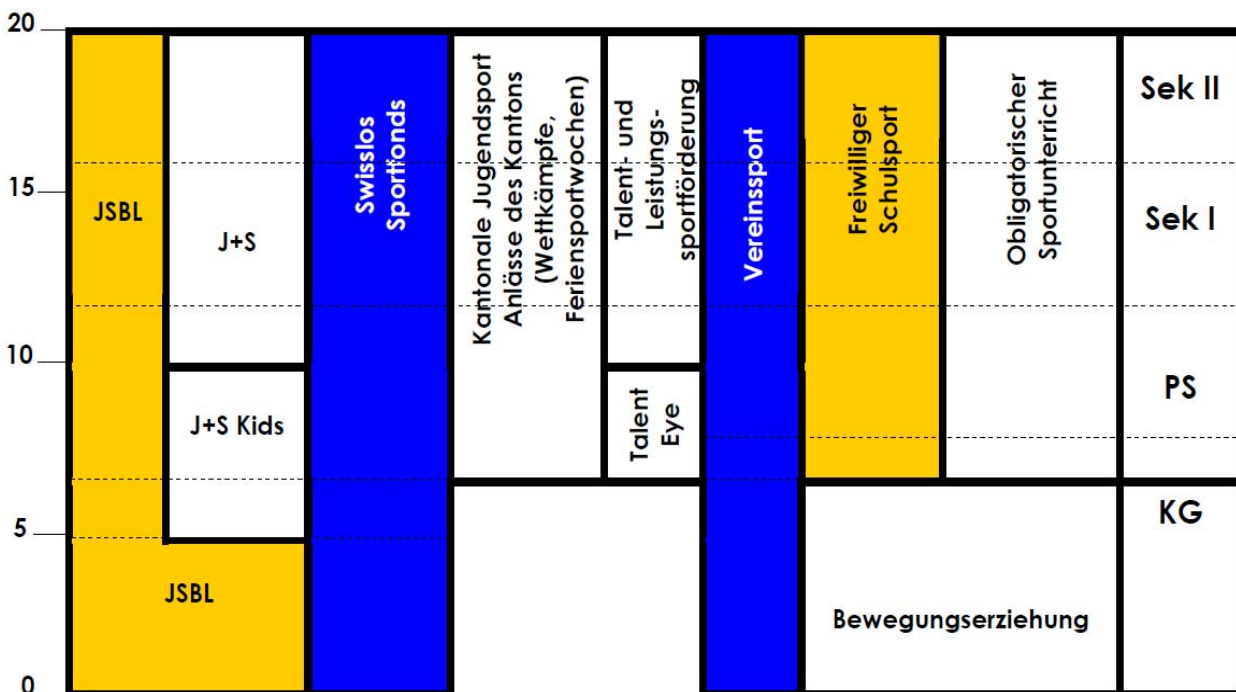 20
15
10
5
0
JSBL
J+S
J+S Kids
JSBL
Swisslos
Sportfonds
Kantonale Jugendsport
Anlässe des Kantons
(Wettkämpfe,
Feriensportwochen)
Talent- und
Leistungs-
sportförderung
Talent
Eye
Vereinssport
Freiwilliger
Schulsport
Obligatorischer
Sportunterricht
Bewegungserziehung
Sek II
Sek I
PS
KG